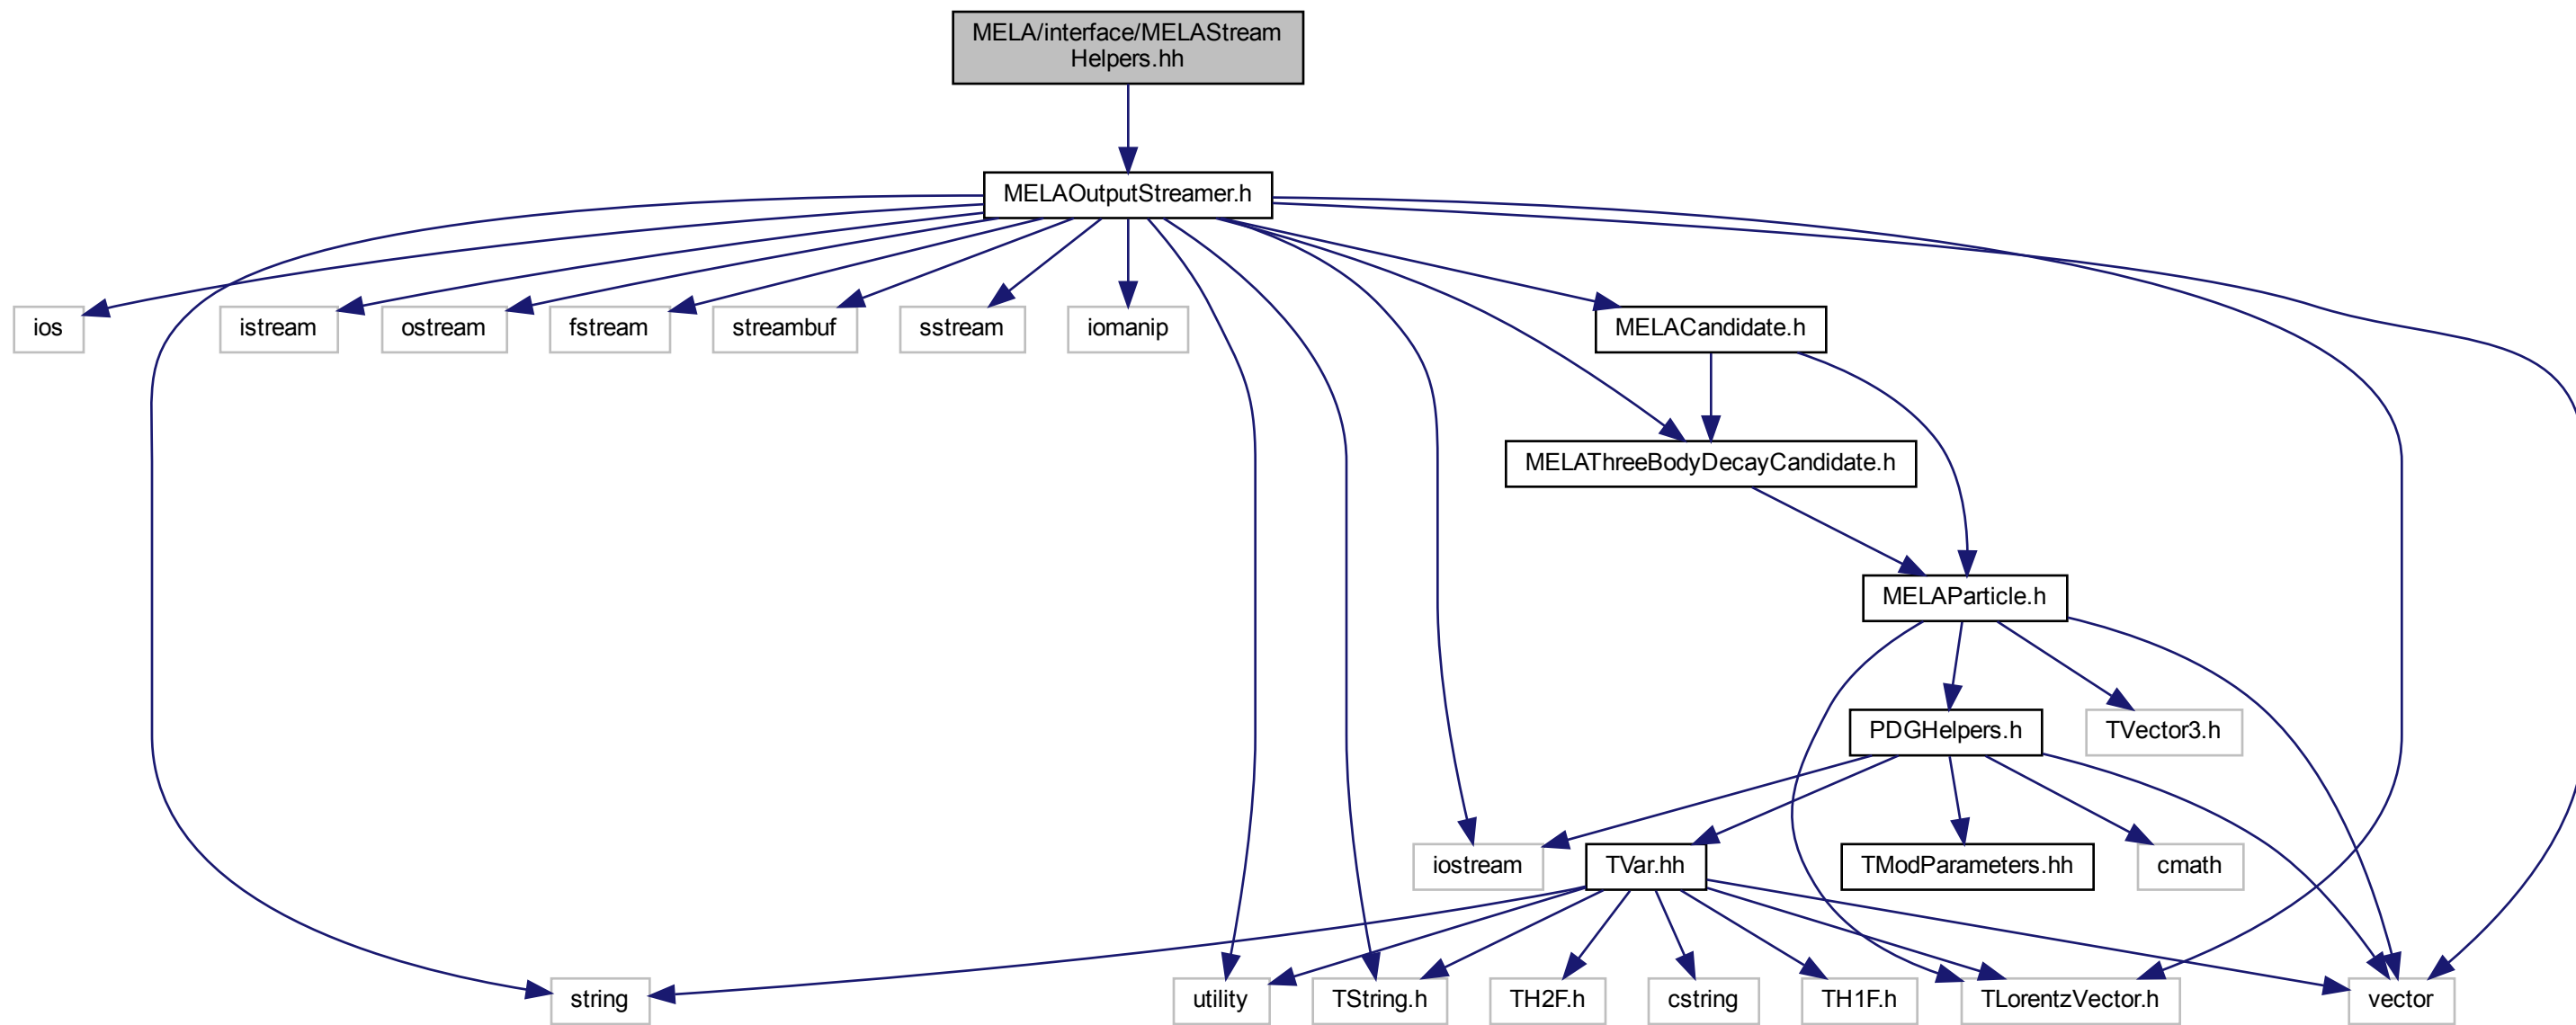 MELA/interface/MELAStream
Helpers.hh
MELAOutputStreamer.h
ios
istream
ostream
fstream
streambuf
sstream
iomanip
MELACandidate.h
MELAThreeBodyDecayCandidate.h
MELAParticle.h
PDGHelpers.h
TVector3.h
iostream
TVar.hh
TModParameters.hh
cmath
string
utility
TString.h
TH2F.h
cstring
TH1F.h
TLorentzVector.h
vector